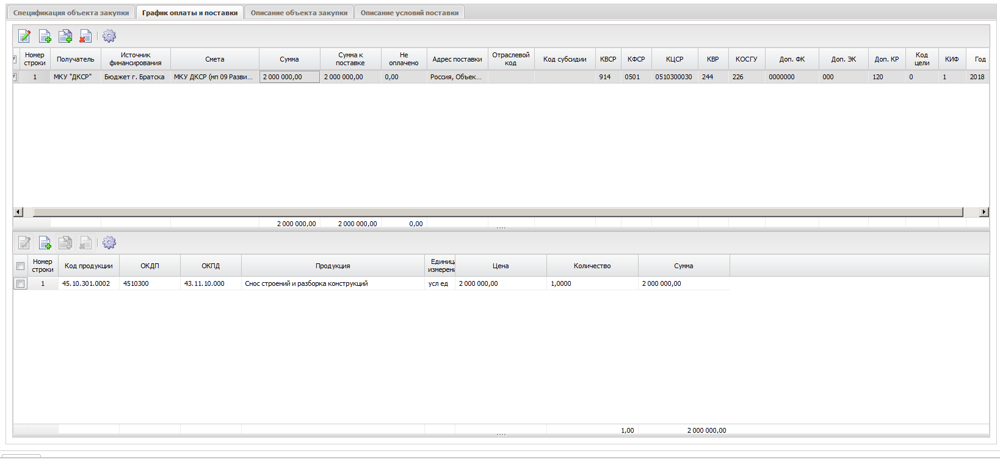 Спецификация объекта закупки График оплаты и поставки Описание объекта закупки Описание условий поставки
Номер строки Получатель Источник финансирования Смета Сумма Сумма к поставке Не оплачено Адрес поставки Отраслевой код Код субсидии КВСР КФСР КЦСР КВР КОСГУ Доп. ФК Доп. ЭК Доп. КР Код цели КИФ Год
1 МКУ "ДКСР" Бюджет г. Братска МКУ ДКСР (мп 09 Разви... 2 000 000,00 2 000 000,00 0,00 Россия, Объек... 914 0501 0510300030 244 226 0000000 000 120 0 1 2018
2 000 000,00 2 000 000,00 0,00
Номер строки Код продукции ОКДП ОКПД Продукция Единиц измерен Цена Количество Сумма
1 45.10.301.0002 4510300 43.11.10.000 Снос строений и разборка конструкций усл ед 2 000 000,00 1,0000 2 000 000,00
1,00 2 000 000,00